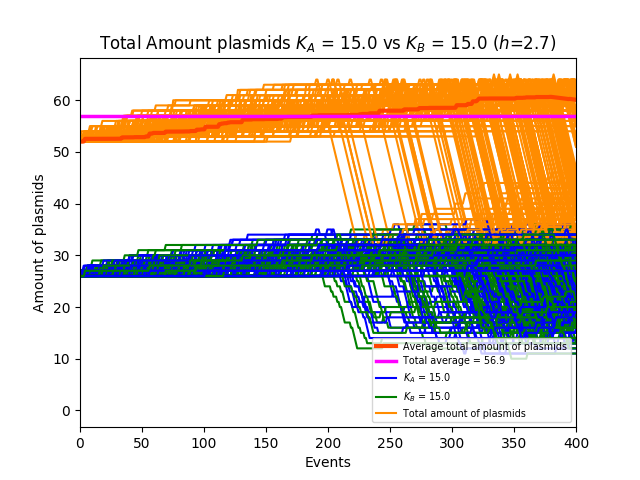 Total Amount plasmids K_A = 15.0 vs K_B = 15.0 (h=2.7)
Amount of plasmids
60
50
40
30
20
10
0
0 50 100 150 200 250 300 350 400
Events
Average total amount of plasmids
Total average = 56.9
K_A = 15.0
K_B = 15.0
Total amount of plasmids